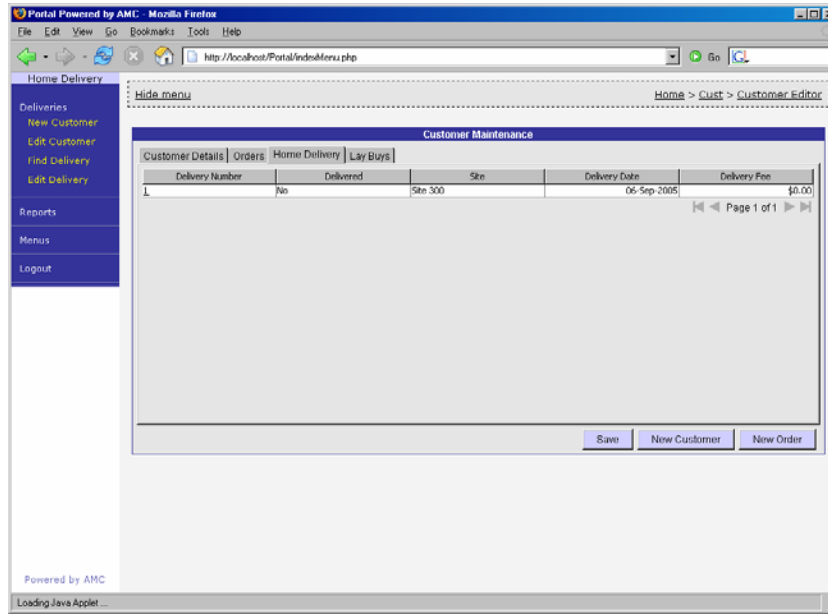 Portal Powered by AMC - Mozilla Firefox
File Edit View Go Bookmarks Tools Help
http://localhost/Portal/indexMenu.php Go
Home Delivery
Hide menu Home > Cust > Customer Editor
Deliveries
New Customer
Edit Customer
Find Delivery
Edit Delivery
Reports
Menus
Logout
Customer Maintenance
Customer Details Orders Home Delivery Lay Buys
Delivery Number Delivered Site Delivery Date Delivery Fee
1 No Site 300 06-Sep-2005 $0.00
Page 1 of 1
Save New Customer New Order
Powered by AMC
Loading Java Applet ...